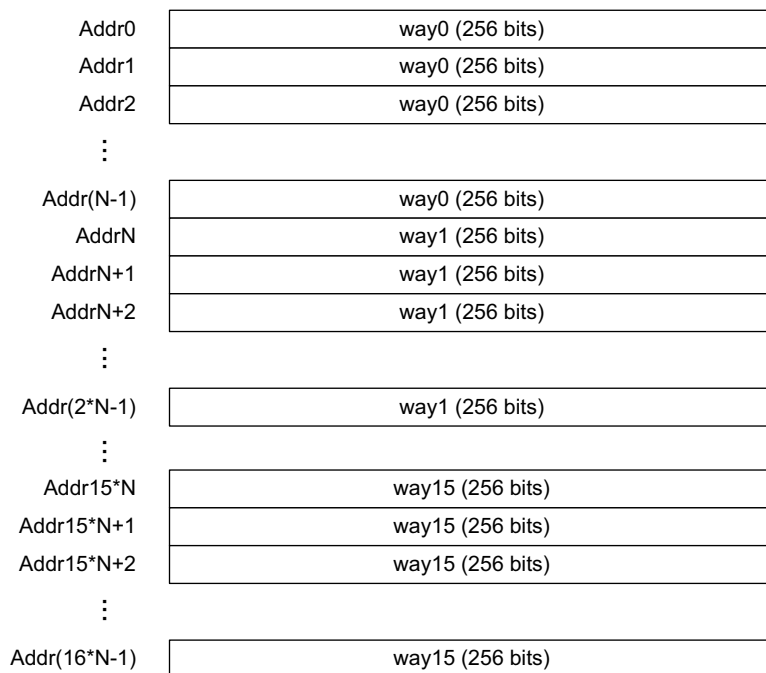 Addr0 way0 (256 bits)
Addr1 way0 (256 bits)
Addr2 way0 (256 bits)
⋮
Addr(N-1) way0 (256 bits)
AddrN way1 (256 bits)
AddrN+1 way1 (256 bits)
AddrN+2 way1 (256 bits)
⋮
Addr(2*N-1) way1 (256 bits)
⋮
Addr15*N way15 (256 bits)
Addr15*N+1 way15 (256 bits)
Addr15*N+2 way15 (256 bits)
⋮
Addr(16*N-1) way15 (256 bits)